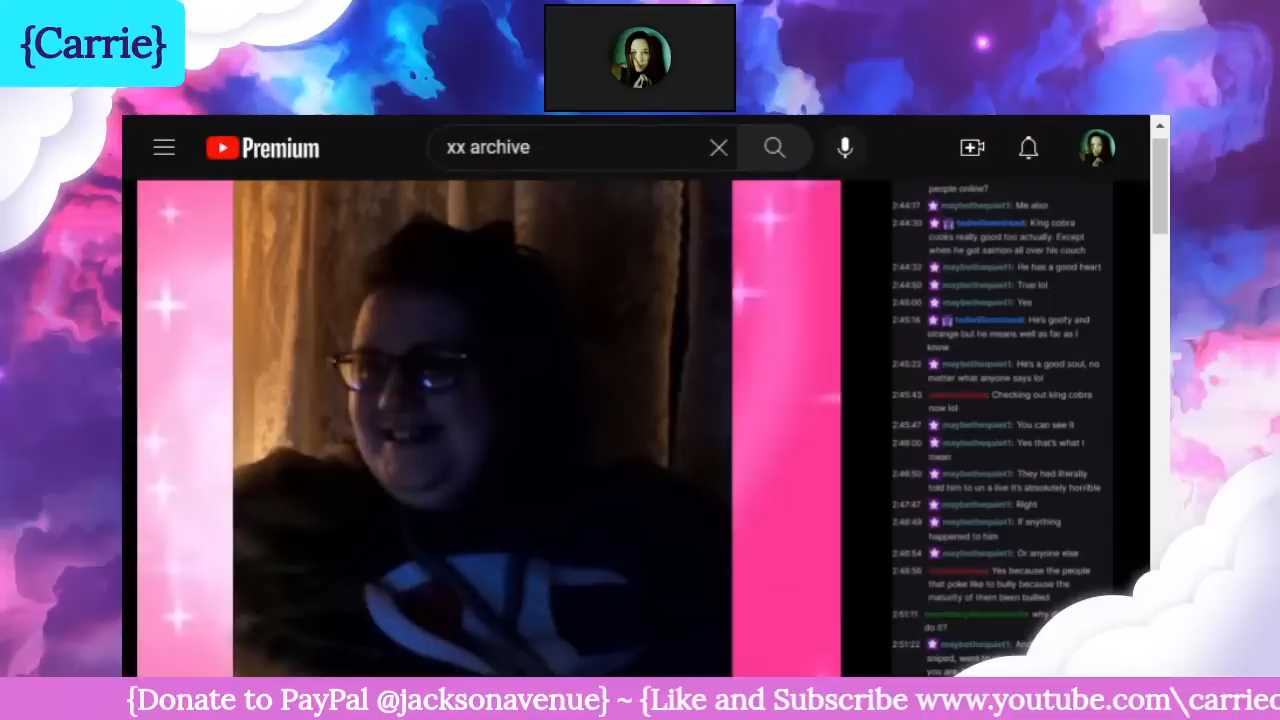 {Carrie}
Premium
xx archive
people online?
2:44:17 maybethequiet1: Me also
2:44:30 King cobra
cooks really good too actually. Except
when he got salmon all over his couch
2:44:32 maybethequiet1: He has a good heart
2:44:50 maybethequiet1: True lol
2:45:00 maybethequiet1: Yes
2:45:16 He's goofy and
strange but he means well as far as I
know
2:45:23 maybethequiet1: He's a good soul, no
matter what anyone says lol
2:45:43 Checking out king cobra
now lol
2:45:47 maybethequiet1: You can see it
2:46:00 maybethequiet1: Yes that's what I
mean
2:46:50 maybethequiet1: They had literally
told him to un a live it's absolutely horrible
2:47:47 maybethequiet1: Right
2:48:49 maybethequiet1: If anything
happened to him
2:48:54 maybethequiet1: Or anyone else
2:48:56 Yes because the people
that poke like to bully because the
maturity of them been bullied
2:51:11 why
do it?
2:51:22 maybethequiet1:
sniped, went
you are
{Donate to PayPal @jacksonavenue} ~ {Like and Subscribe www.youtube.com\carriec